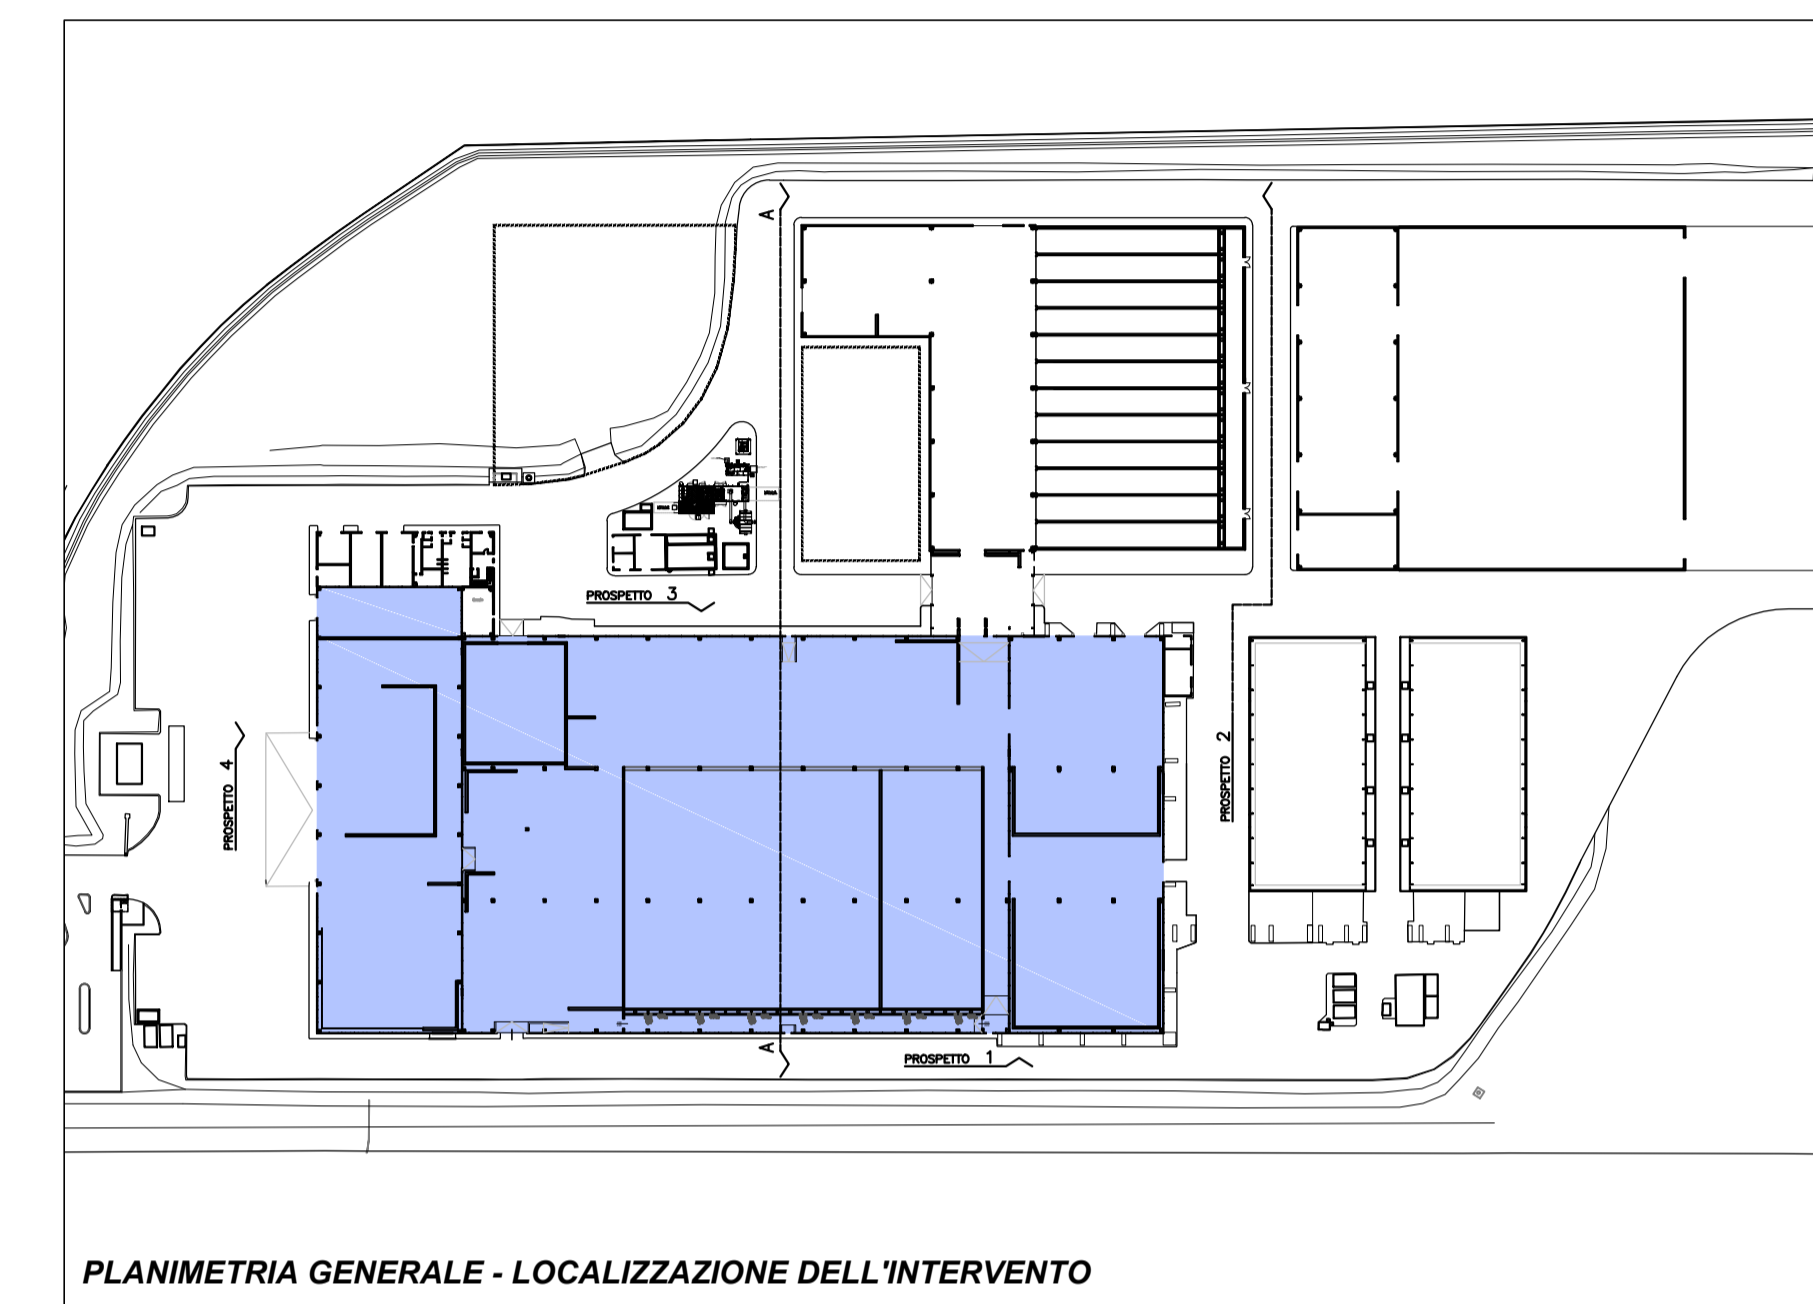 A
PROSPETTO 3
PROSPETTO 4
PROSPETTO 2
A
PROSPETTO 1
PLANIMETRIA GENERALE - LOCALIZZAZIONE DELL'INTERVENTO